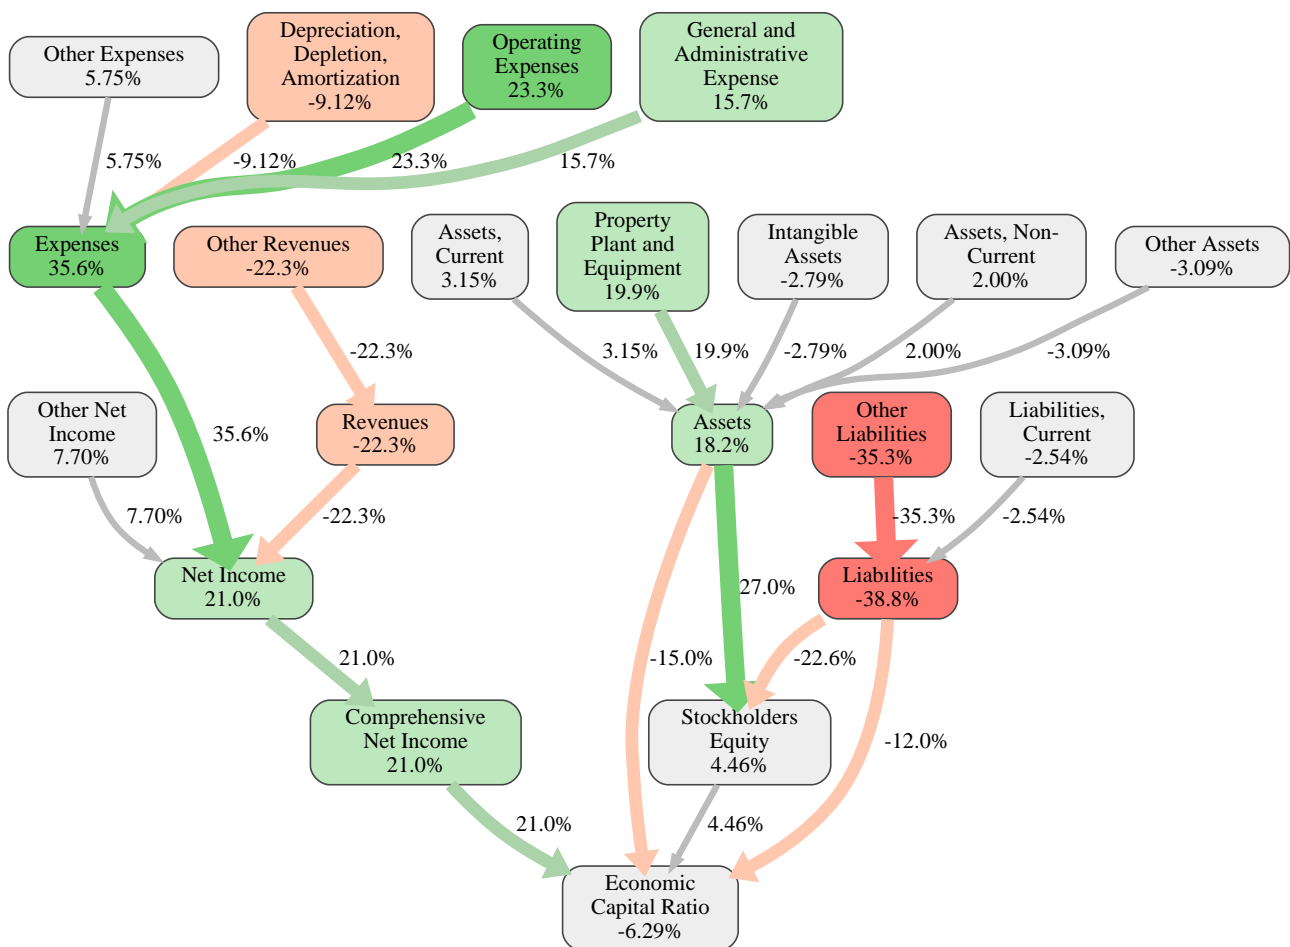 Other Expenses
5.75%
Depreciation,
Depletion,
Amortization
-9.12%
Operating
Expenses
23.3%
General and
Administrative
Expense
15.7%
5.75%
-9.12%
23.3%
15.7%
Expenses
35.6%
Other Revenues
-22.3%
Assets,
Current
3.15%
Property
Plant and
Equipment
19.9%
Intangible
Assets
-2.79%
Assets, Non-
Current
2.00%
Other Assets
-3.09%
-22.3%
3.15%
19.9%
-2.79%
2.00%
-3.09%
Other Net
Income
7.70%
35.6%
Revenues
-22.3%
Assets
18.2%
Other
Liabilities
-35.3%
Liabilities,
Current
-2.54%
7.70%
-22.3%
-35.3%
-2.54%
Net Income
21.0%
27.0%
Liabilities
-38.8%
21.0%
-15.0%
-22.6%
Comprehensive
Net Income
21.0%
Stockholders
Equity
4.46%
-12.0%
21.0%
4.46%
Economic
Capital Ratio
-6.29%